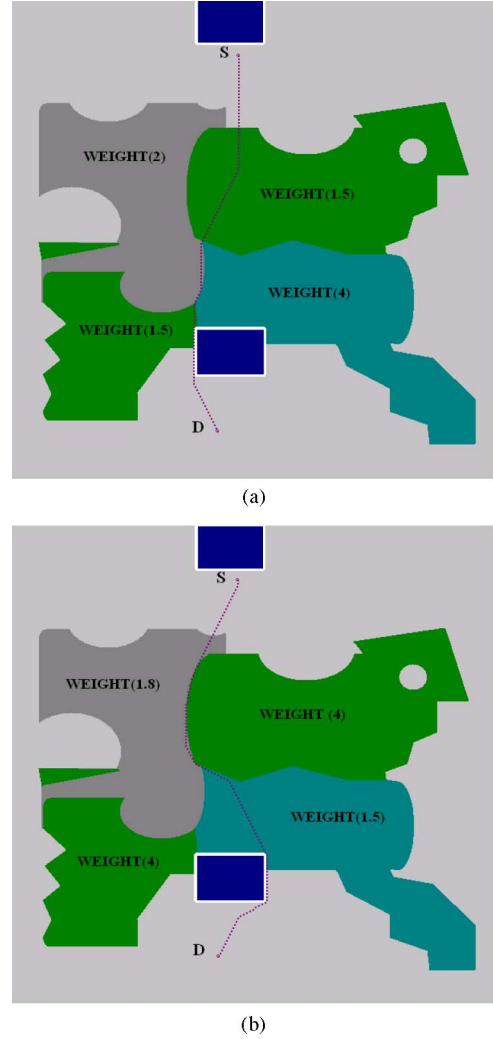 S
WEIGHT(2)
WEIGHT(1.5)
WEIGHT(4)
WEIGHT(1.5)
D
(a)
S
WEIGHT(1.8)
WEIGHT (4)
WEIGHT(1.5)
WEIGHT(4)
D
(b)